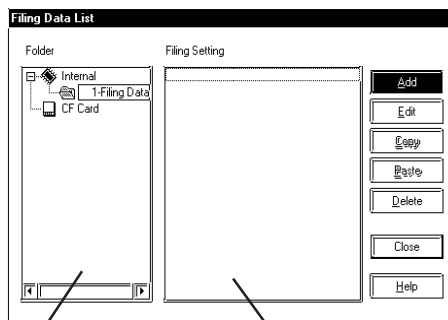 Filing Data List
Folder
Filing Setting
Internal
1-Filing Data
CF Card
Add
Edit
Copy
Paste
Delete
Close
Help